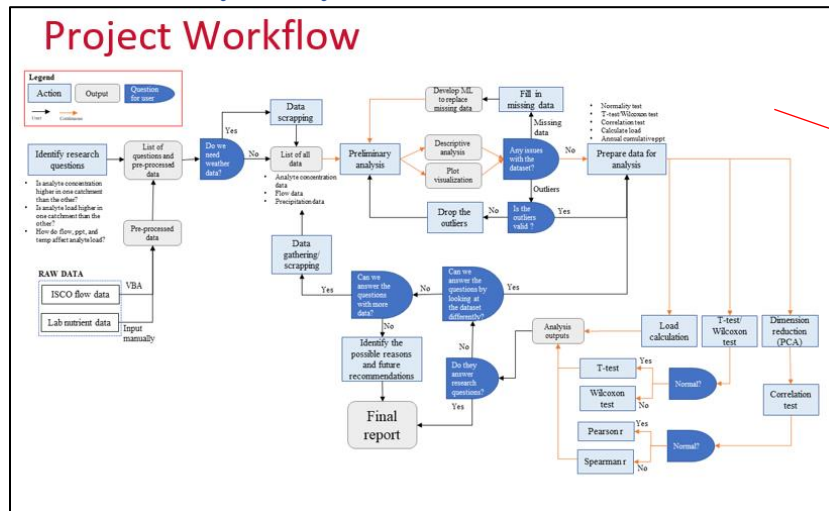 Project Workflow
Legend
Action
Output
Question
for user
Continuous
Identify research
questions
• Is analyte concentration
higher in one catchment
than the other?
• Is analyte load higher in
one catchment than the
other?
• How do flow, ppt, and
temp affect analyte load?
RAW DATA
ISCO flow data
Lab nutrient data
VBA
Input
manually
Pre-processed
data
List of
questions and
pre-processed
data
Do we
need
weather
data?
Yes
No
Data
scrapping
List of all
data
• Analyte concentration
data
• Flow data
• Precipitation data
Data
gathering/
scrapping
Preliminary
analysis
Develop ML to
replace missing
data
Fill in
missing data
Missing
data
Descriptive
analysis
Plot
visualization
Any issues
with the
dataset?
No
Outliers
Drop the
outliers
No
Is the
outliers
valid ?
Yes
• Normality test
• T-test/Wilcoxon test
• Correlation test
• Calculate load
• Annual cumulative ppt
Prepare data for
analysis
Can we
answer the
questions
with more
data?
Yes
No
No
Can we
answer the
questions by
looking at
the dataset
differently?
Yes
No
Identify the
possible reasons
and future
recommendations
Do they
answer
research
questions?
Yes
Final
report
Analysis
outputs
Load
calculation
T-test/
Wilcoxon
test
Dimension
reduction
(PCA)
T-test
Yes
Wilcoxon
test
No
Normal?
Correlation
test
Pearson r
Yes
Spearman r
No
Normal?